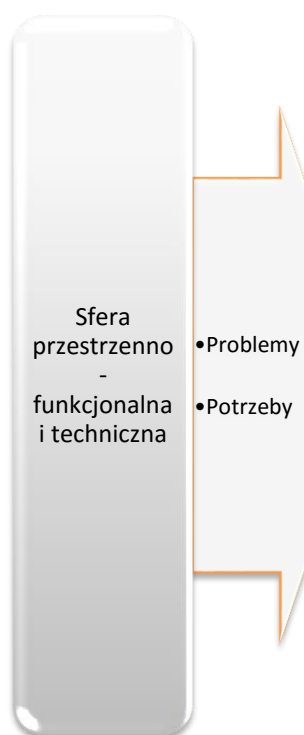 Sfera
przestrzenno
-
funkcjonalna
i techniczna
•Problemy
•Potrzeby